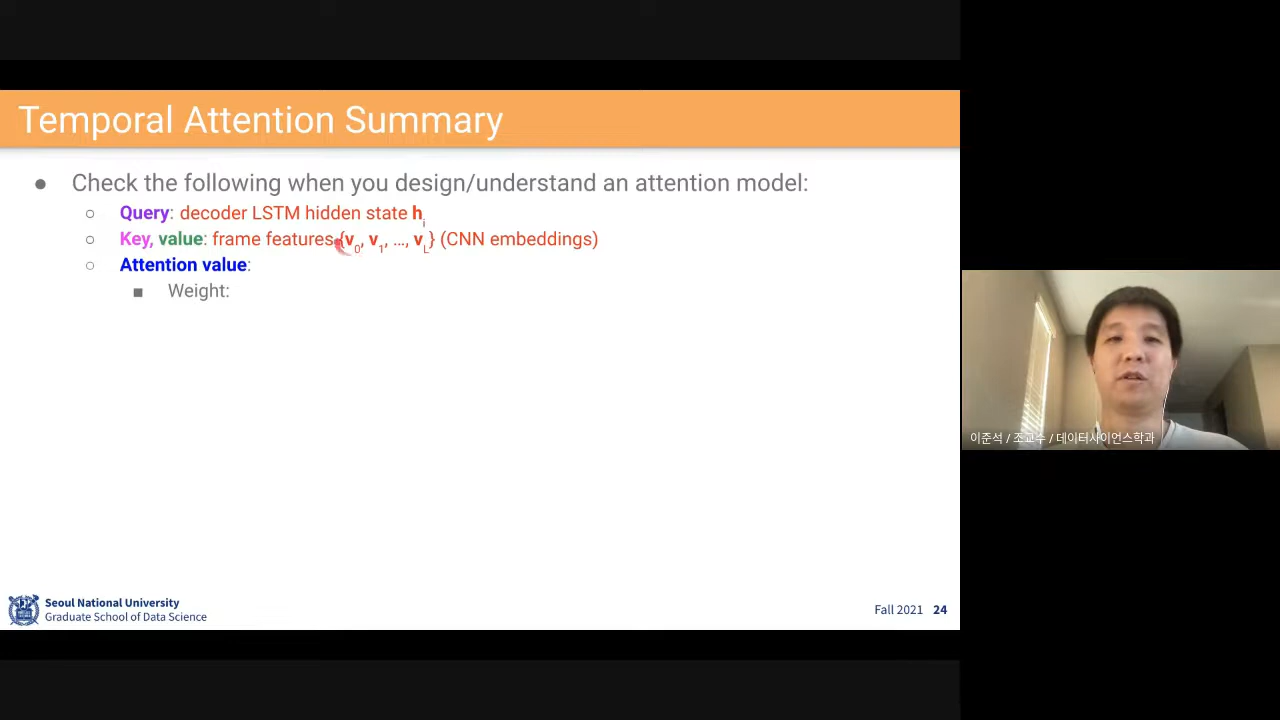 Temporal Attention Summary
● Check the following when you design/understand an attention model:
○ Query: decoder LSTM hidden state hi
○ Key, value: frame features {v0, v1, …, vL} (CNN embeddings)
○ Attention value:
■ Weight:
이준석 / 조교수 / 데이터사이언스학과
Seoul National University
Graduate School of Data Science
Fall 2021 24